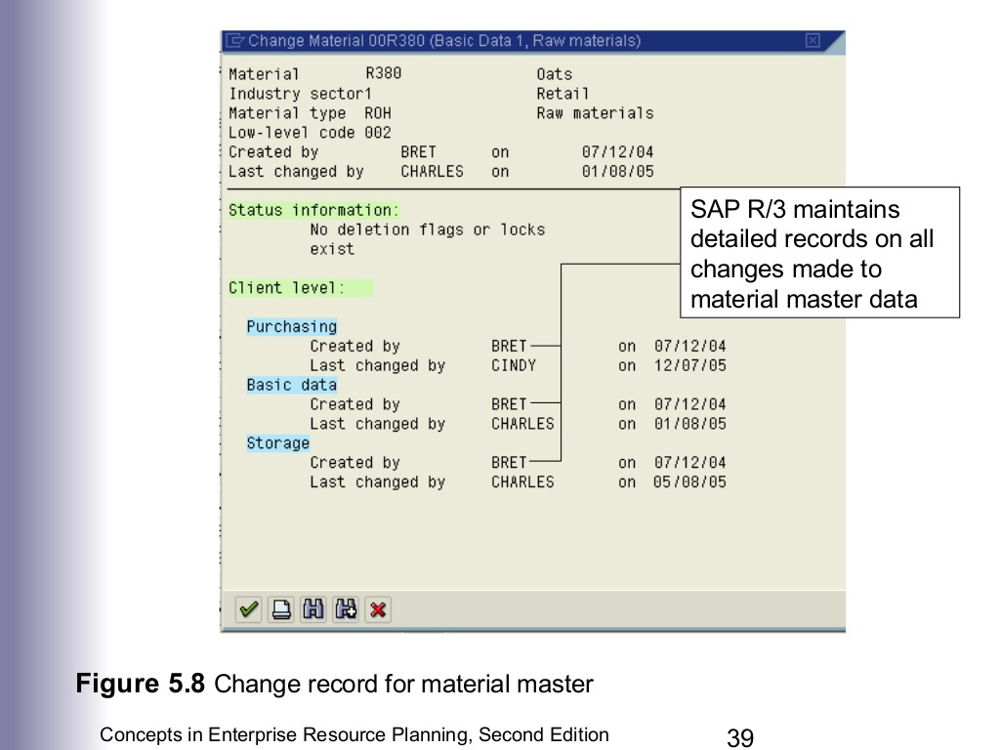 Change Material 00R380 (Basic Data 1, Raw materials)
Material R380 Oats
Industry sector1 Retail
Material type ROH Raw materials
Low-level code 002
Created by BRET on 07/12/04
Last changed by CHARLES on 01/08/05
Status information:
No deletion flags or locks
exist
Client level:
Purchasing
Created by BRET on 07/12/04
Last changed by CINDY on 12/07/05
Basic data
Created by BRET on 07/12/04
Last changed by CHARLES on 01/08/05
Storage
Created by BRET on 07/12/04
Last changed by CHARLES on 05/08/05
SAP R/3 maintains
detailed records on all
changes made to
material master data
Figure 5.8 Change record for material master
Concepts in Enterprise Resource Planning, Second Edition 39